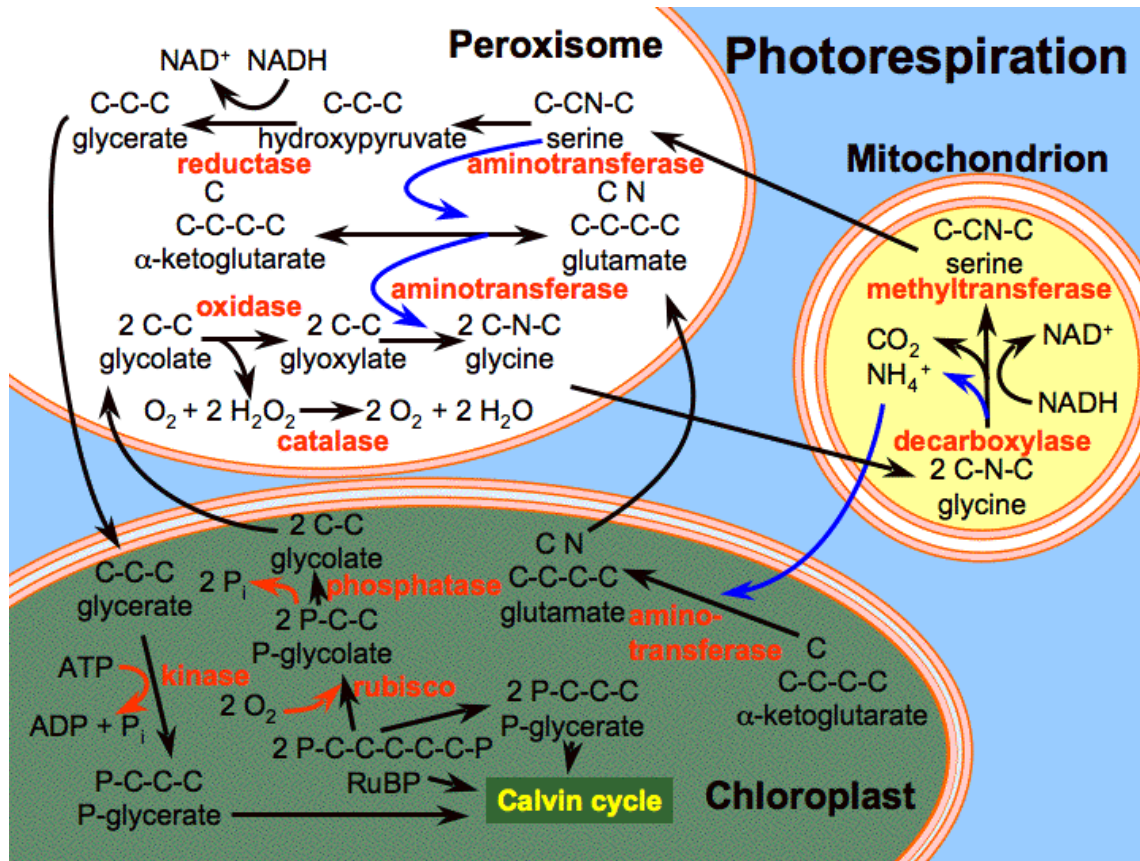 Peroxisome
Photorespiration
NAD⁺ NADH
C-C-C
glycerate
C-C-C
hydroxypyruvate
C-CN-C
serine
reductase
aminotransferase
C
C-C-C-C
α-ketoglutarate
C N
C-C-C-C
glutamate
aminotransferase
oxidase
2 C-C
glycolate
2 C-C
glyoxylate
2 C-N-C
glycine
O₂ + 2 H₂O₂
2 O₂ + 2 H₂O
catalase
Mitochondrion
C-CN-C
serine
methyltransferase
CO₂
NH₄⁺
NAD⁺
NADH
decarboxylase
2 C-N-C
glycine
2 C-C
glycolate
C-C-C
glycerate
2 Pᵢ
phosphatase
2 P-C-C
P-glycolate
C N
C-C-C-C
glutamate
amino-
transferase
C
C-C-C-C
α-ketoglutarate
ATP
kinase
ADP + Pᵢ
2 O₂
rubisco
2 P-C-C-C
P-glycerate
2 P-C-C-C-C-C-P
RuBP
P-C-C-C
P-glycerate
Calvin cycle
Chloroplast